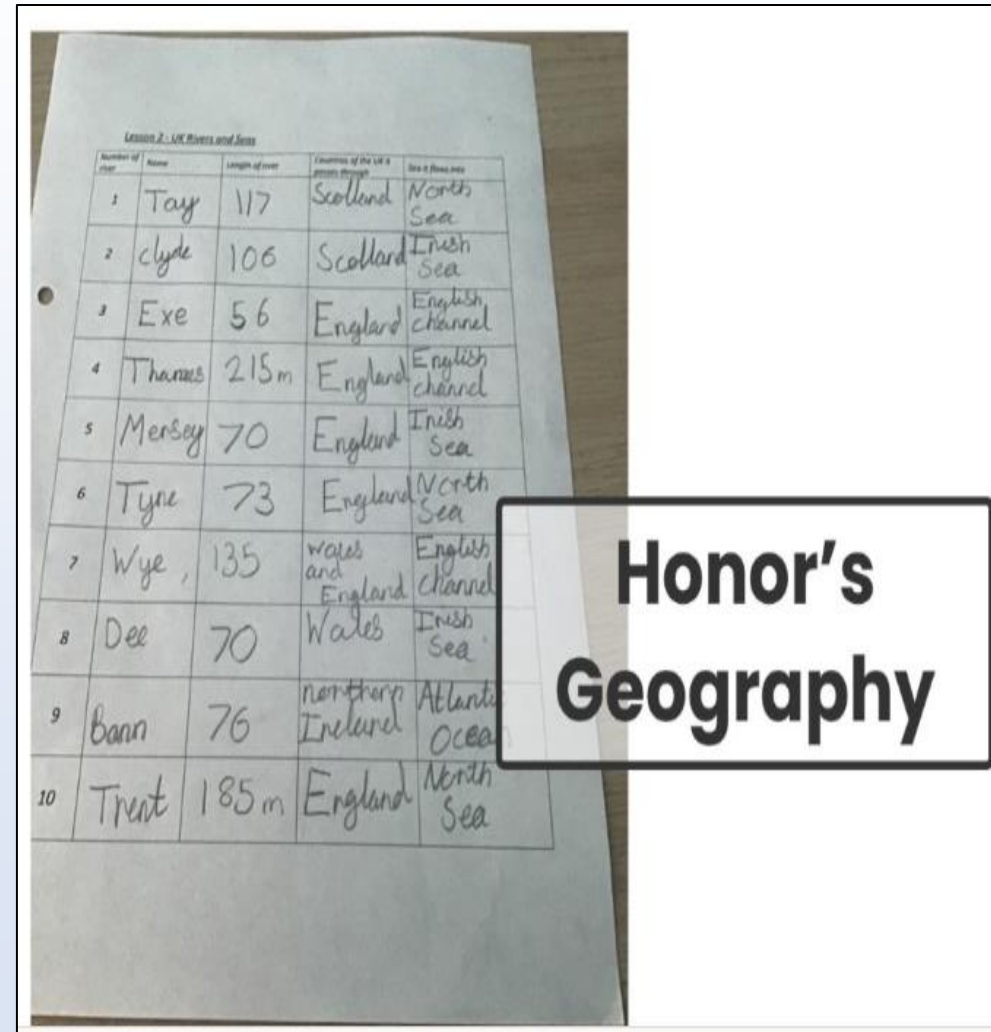 Lesson 2 - UK Rivers and Seas
Number of river Name Length of river Countries of the UK it passes through Sea it flows into
1 Tay 117 Scotland North Sea
2 clyde 106 Scotland Irish Sea
3 Exe 56 England English channel
4 Thames 215m England English channel
5 Mersey 70 England Irish Sea
6 Tyne 73 England North Sea
7 Wye, 135 wales and England English channel
8 Dee 70 Wales Irish Sea
9 Bann 76 northern Ireland Atlantic Ocean
10 Trent 185m England North Sea
Honor's
Geography